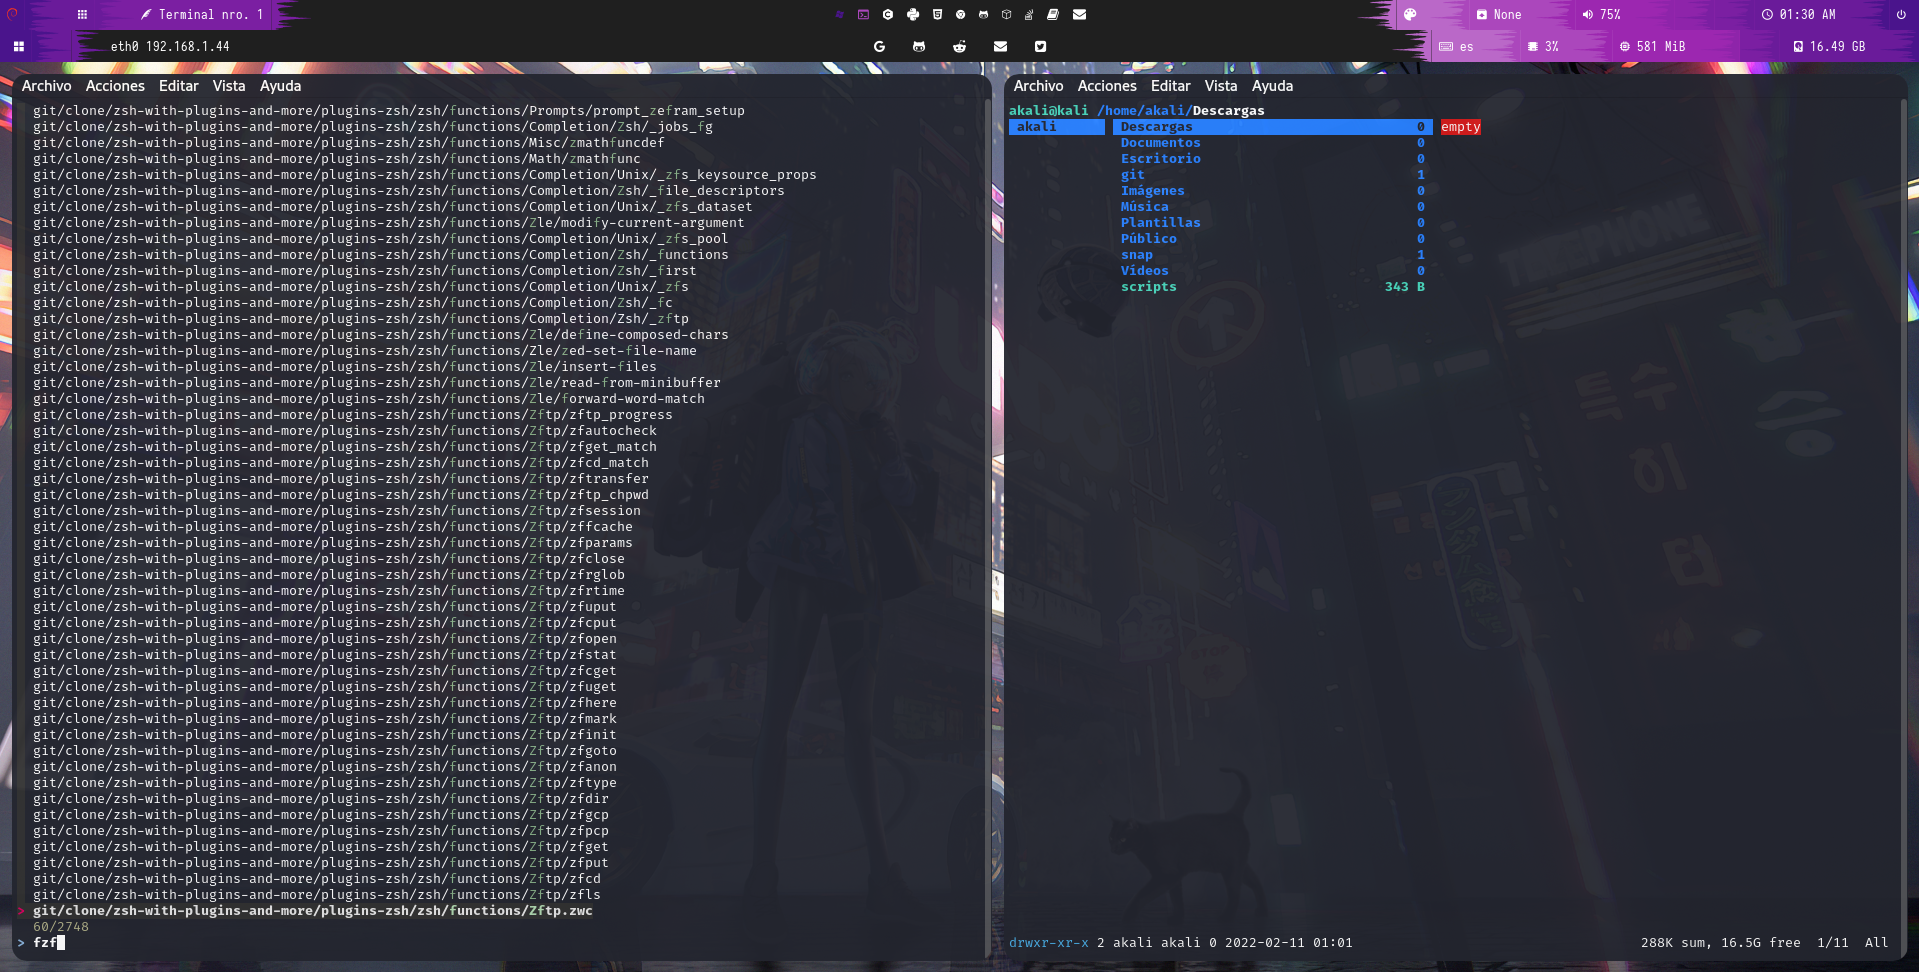 Terminal nro. 1
None
75%
01:30 AM
eth0 192.168.1.44
es
3%
581 MiB
16.49 GB
Archivo Acciones Editar Vista Ayuda
git/clone/zsh-with-plugins-and-more/plugins-zsh/zsh/functions/Prompts/prompt_zefram_setup
git/clone/zsh-with-plugins-and-more/plugins-zsh/zsh/functions/Completion/Zsh/_jobs_fg
git/clone/zsh-with-plugins-and-more/plugins-zsh/zsh/functions/Misc/zmathfuncdef
git/clone/zsh-with-plugins-and-more/plugins-zsh/zsh/functions/Math/zmathfunc
git/clone/zsh-with-plugins-and-more/plugins-zsh/zsh/functions/Completion/Unix/_zfs_keysource_props
git/clone/zsh-with-plugins-and-more/plugins-zsh/zsh/functions/Completion/Zsh/_file_descriptors
git/clone/zsh-with-plugins-and-more/plugins-zsh/zsh/functions/Completion/Unix/_zfs_dataset
git/clone/zsh-with-plugins-and-more/plugins-zsh/zsh/functions/Zle/modify-current-argument
git/clone/zsh-with-plugins-and-more/plugins-zsh/zsh/functions/Completion/Unix/_zfs_pool
git/clone/zsh-with-plugins-and-more/plugins-zsh/zsh/functions/Completion/Zsh/_functions
git/clone/zsh-with-plugins-and-more/plugins-zsh/zsh/functions/Completion/Zsh/_first
git/clone/zsh-with-plugins-and-more/plugins-zsh/zsh/functions/Completion/Unix/_zfs
git/clone/zsh-with-plugins-and-more/plugins-zsh/zsh/functions/Completion/Zsh/_fc
git/clone/zsh-with-plugins-and-more/plugins-zsh/zsh/functions/Completion/Zsh/_zftp
git/clone/zsh-with-plugins-and-more/plugins-zsh/zsh/functions/Zle/define-composed-chars
git/clone/zsh-with-plugins-and-more/plugins-zsh/zsh/functions/Zle/zed-set-file-name
git/clone/zsh-with-plugins-and-more/plugins-zsh/zsh/functions/Zle/insert-files
git/clone/zsh-with-plugins-and-more/plugins-zsh/zsh/functions/Zle/read-from-minibuffer
git/clone/zsh-with-plugins-and-more/plugins-zsh/zsh/functions/Zle/forward-word-match
git/clone/zsh-with-plugins-and-more/plugins-zsh/zsh/functions/Zftp/zftp_progress
git/clone/zsh-with-plugins-and-more/plugins-zsh/zsh/functions/Zftp/zfautocheck
git/clone/zsh-with-plugins-and-more/plugins-zsh/zsh/functions/Zftp/zfget_match
git/clone/zsh-with-plugins-and-more/plugins-zsh/zsh/functions/Zftp/zfcd_match
git/clone/zsh-with-plugins-and-more/plugins-zsh/zsh/functions/Zftp/zftransfer
git/clone/zsh-with-plugins-and-more/plugins-zsh/zsh/functions/Zftp/zftp_chpwd
git/clone/zsh-with-plugins-and-more/plugins-zsh/zsh/functions/Zftp/zfsession
git/clone/zsh-with-plugins-and-more/plugins-zsh/zsh/functions/Zftp/zffcache
git/clone/zsh-with-plugins-and-more/plugins-zsh/zsh/functions/Zftp/zfparams
git/clone/zsh-with-plugins-and-more/plugins-zsh/zsh/functions/Zftp/zfclose
git/clone/zsh-with-plugins-and-more/plugins-zsh/zsh/functions/Zftp/zfrglob
git/clone/zsh-with-plugins-and-more/plugins-zsh/zsh/functions/Zftp/zfrtime
git/clone/zsh-with-plugins-and-more/plugins-zsh/zsh/functions/Zftp/zfuput
git/clone/zsh-with-plugins-and-more/plugins-zsh/zsh/functions/Zftp/zfcput
git/clone/zsh-with-plugins-and-more/plugins-zsh/zsh/functions/Zftp/zfopen
git/clone/zsh-with-plugins-and-more/plugins-zsh/zsh/functions/Zftp/zfstat
git/clone/zsh-with-plugins-and-more/plugins-zsh/zsh/functions/Zftp/zfcget
git/clone/zsh-with-plugins-and-more/plugins-zsh/zsh/functions/Zftp/zfuget
git/clone/zsh-with-plugins-and-more/plugins-zsh/zsh/functions/Zftp/zfhere
git/clone/zsh-with-plugins-and-more/plugins-zsh/zsh/functions/Zftp/zfmark
git/clone/zsh-with-plugins-and-more/plugins-zsh/zsh/functions/Zftp/zfinit
git/clone/zsh-with-plugins-and-more/plugins-zsh/zsh/functions/Zftp/zfgoto
git/clone/zsh-with-plugins-and-more/plugins-zsh/zsh/functions/Zftp/zfanon
git/clone/zsh-with-plugins-and-more/plugins-zsh/zsh/functions/Zftp/zftype
git/clone/zsh-with-plugins-and-more/plugins-zsh/zsh/functions/Zftp/zfdir
git/clone/zsh-with-plugins-and-more/plugins-zsh/zsh/functions/Zftp/zfgcp
git/clone/zsh-with-plugins-and-more/plugins-zsh/zsh/functions/Zftp/zfpcp
git/clone/zsh-with-plugins-and-more/plugins-zsh/zsh/functions/Zftp/zfget
git/clone/zsh-with-plugins-and-more/plugins-zsh/zsh/functions/Zftp/zfput
git/clone/zsh-with-plugins-and-more/plugins-zsh/zsh/functions/Zftp/zfcd
git/clone/zsh-with-plugins-and-more/plugins-zsh/zsh/functions/Zftp/zfls
> git/clone/zsh-with-plugins-and-more/plugins-zsh/zsh/functions/Zftp.zwc
60/2748
> fzf
Archivo Acciones Editar Vista Ayuda
akali@kali /home/akali/Descargas
akali Descargas 0 empty
Documentos 0
Escritorio 0
git 1
Imágenes 0
Música 0
Plantillas 0
Público 0
snap 1
Vídeos 0
scripts 343 B
特수
히
타
drwxr-xr-x 2 akali akali 0 2022-02-11 01:01 288K sum, 16.5G free 1/11 All